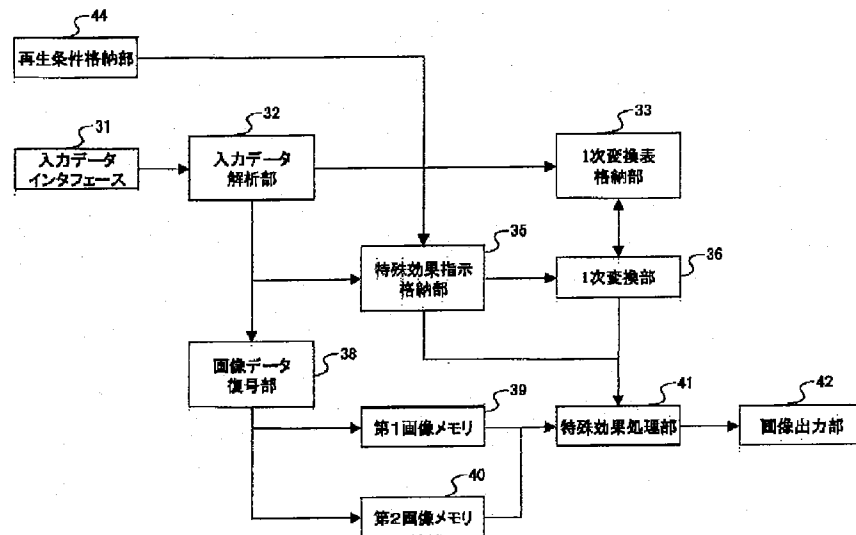 44
再生条件格納部
31
入力データ
インタフェース
32
入力データ
解析部
33
1次変換表
格納部
35
特殊効果指示
格納部
36
1次変換部
38
画像データ
復号部
39
第1画像メモリ
40
第2画像メモリ
41
特殊効果処理部
42
画像出力部